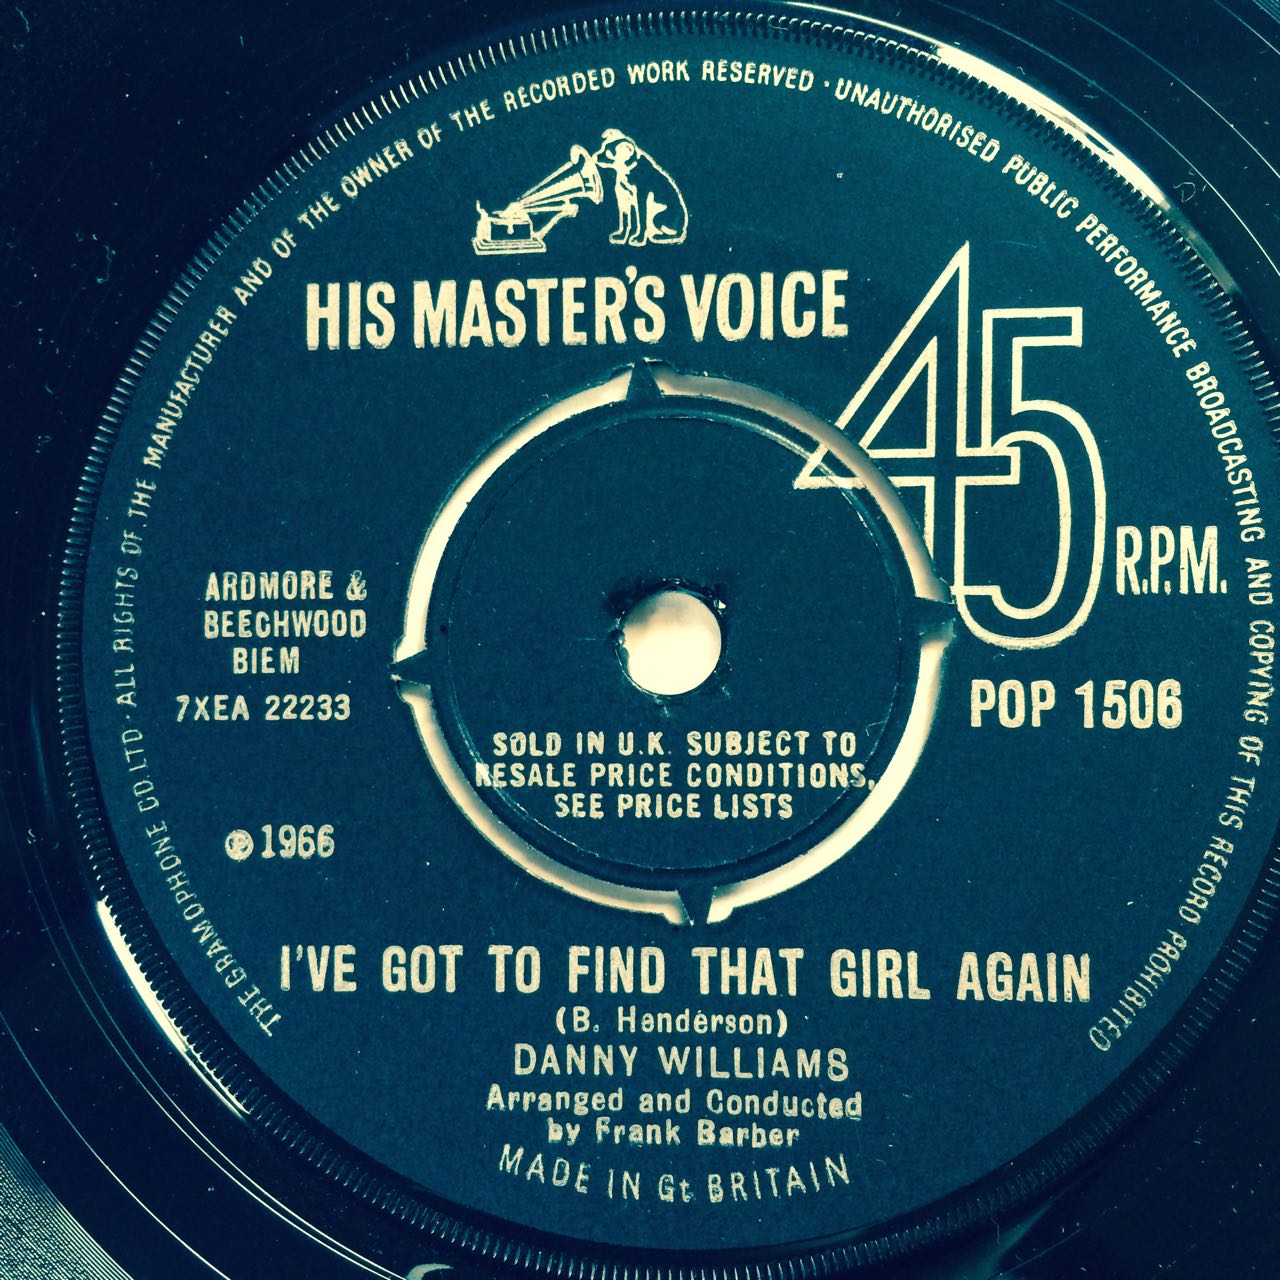 THE GRAMOPHONE CO.LTD · ALL RIGHTS OF THE MANUFACTURER AND OF THE OWNER OF THE RECORDED WORK RESERVED · UNAUTHORISED PUBLIC PERFORMANCE BROADCASTING AND COPYING OF THIS RECORD PROHIBITED
HIS MASTER'S VOICE
45
R.P.M.
ARDMORE &
BEECHWOOD
BIEM
7XEA 22233
POP 1506
SOLD IN U.K. SUBJECT TO
RESALE PRICE CONDITIONS,
SEE PRICE LISTS
℗ 1966
I'VE GOT TO FIND THAT GIRL AGAIN
(B. Henderson)
DANNY WILLIAMS
Arranged and Conducted
by Frank Barber
MADE IN Gt BRITAIN